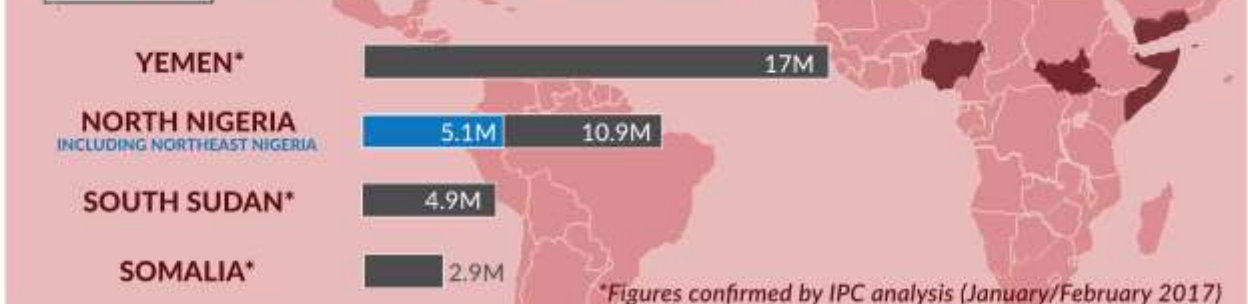 YEMEN*
17M
NORTH NIGERIA
INCLUDING NORTHEAST NIGERIA
5.1M 10.9M
SOUTH SUDAN*
4.9M
SOMALIA*
2.9M
*Figures confirmed by IPC analysis (January/February 2017)